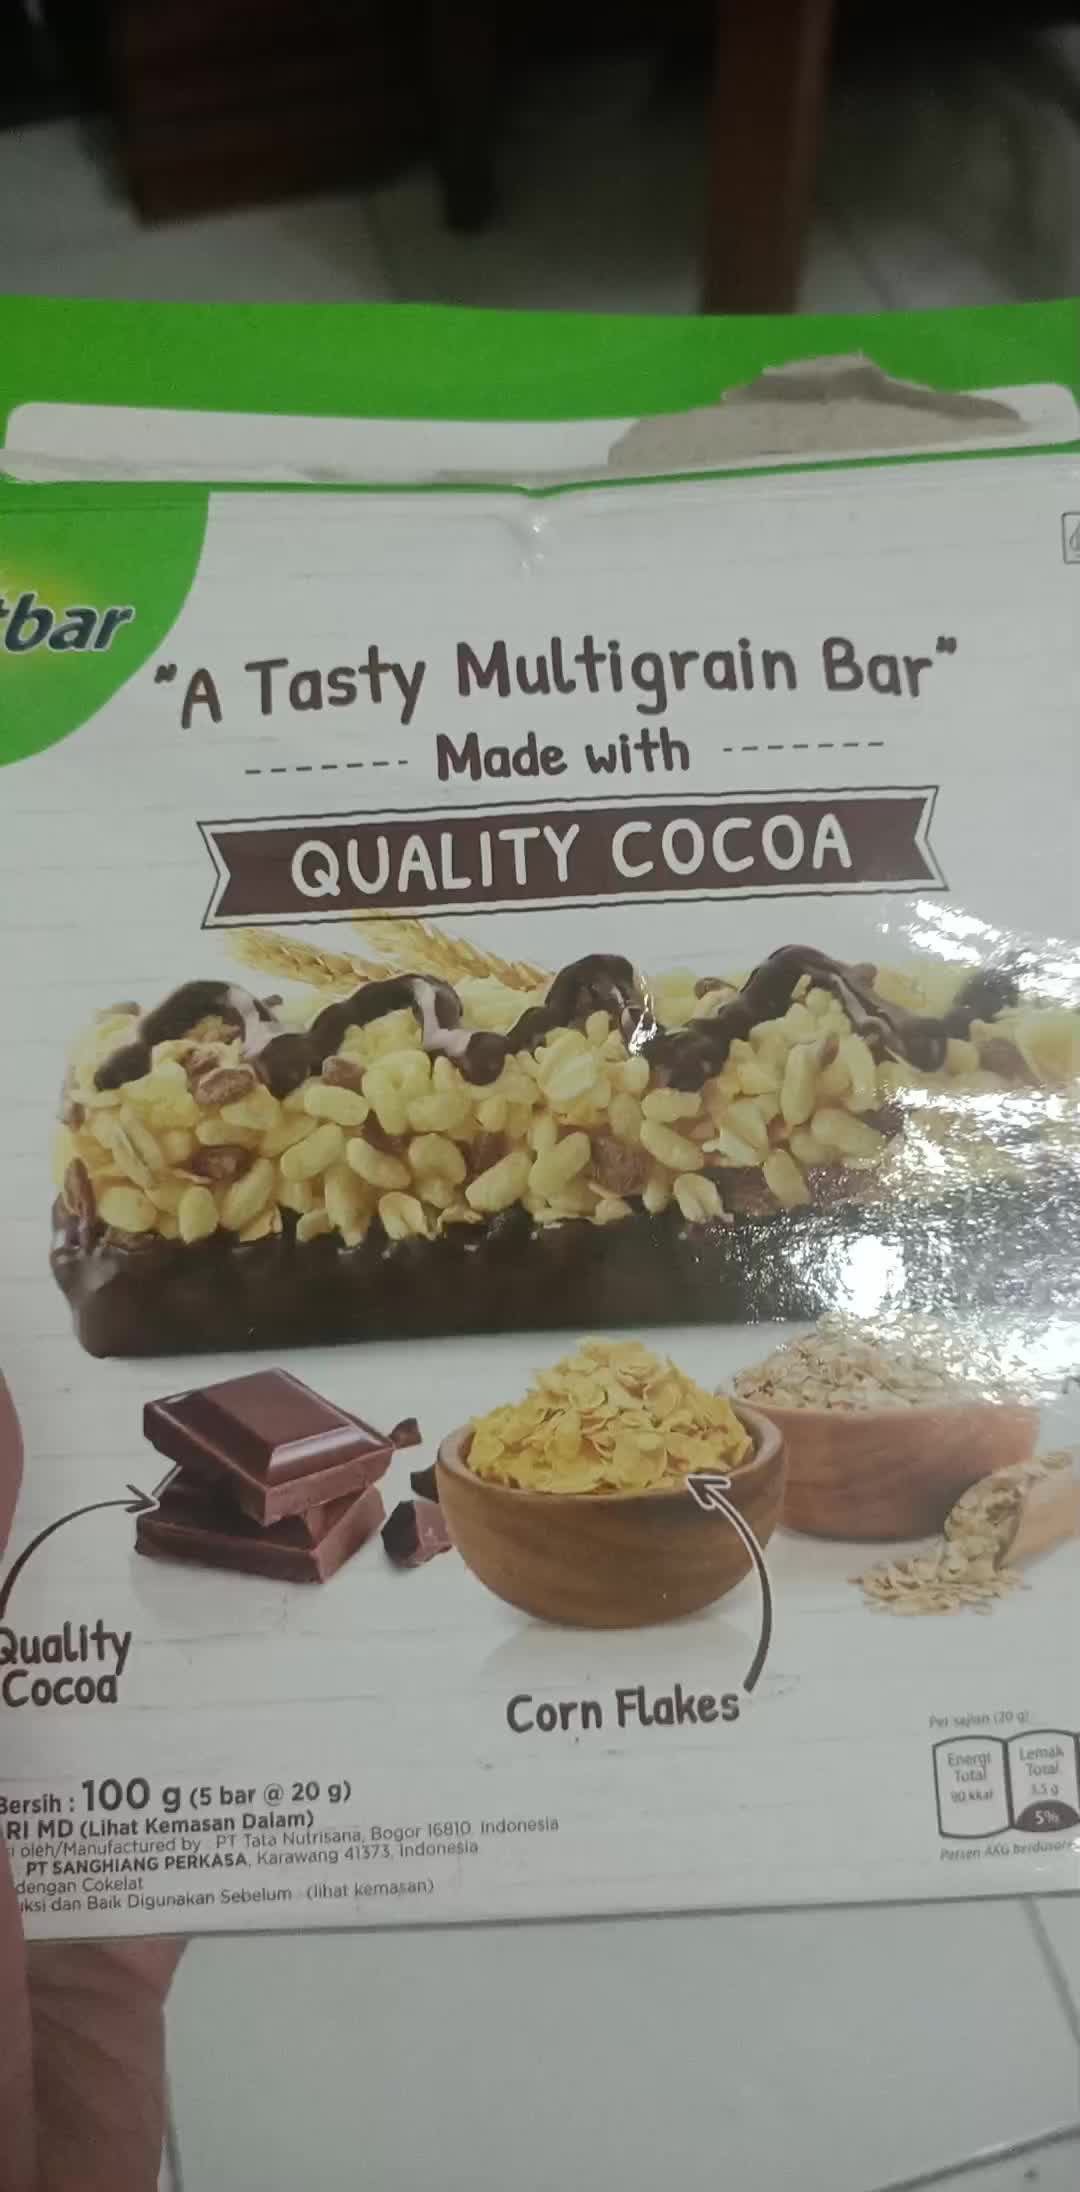 bar
"A Tasty Multigrain Bar"
Made with
QUALITY COCOA
Quality
Cocoa
Corn Flakes
Bersih : 100 g (5 bar @ 20 g)
RI MD (Lihat Kemasan Dalam)
oleh/Manufactured by PT Tata Nutrisana, Bogor 16810, Indonesia
PT SANGHIANG PERKASA, Karawang 41373, Indonesia
dengan Cokelat
dan Baik Digunakan Sebelum : (lihat kemasan)
Per sajian (20 g)
Energi
Total
90 kkal
Lemak
Total
3.5 g
5%
Persen AKG